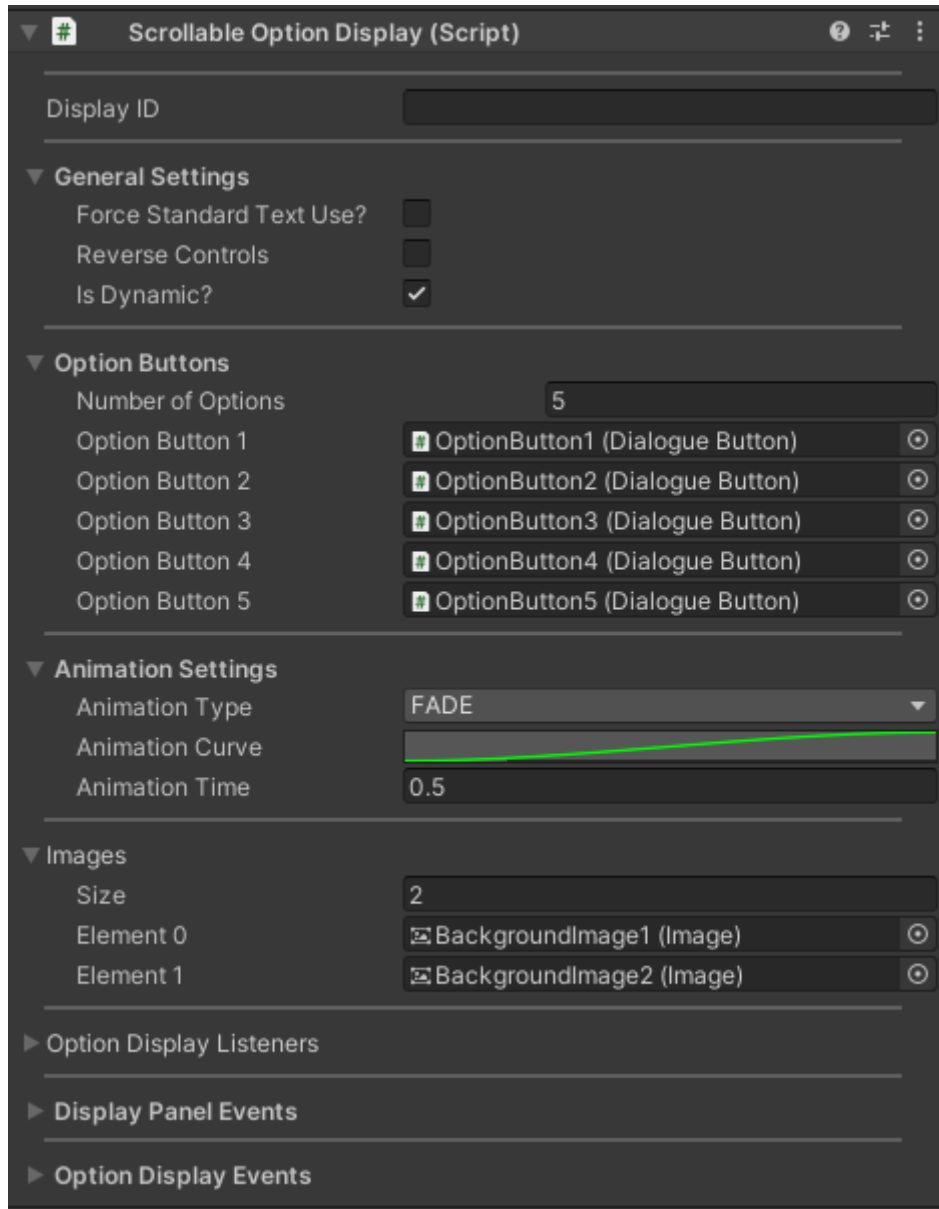 Scrollable Option Display (Script)
Display ID
General Settings
Force Standard Text Use?
Reverse Controls
Is Dynamic?
Option Buttons
Number of Options 5
Option Button 1 # OptionButton1 (Dialogue Button)
Option Button 2 # OptionButton2 (Dialogue Button)
Option Button 3 # OptionButton3 (Dialogue Button)
Option Button 4 # OptionButton4 (Dialogue Button)
Option Button 5 # OptionButton5 (Dialogue Button)
Animation Settings
Animation Type FADE
Animation Curve
Animation Time 0.5
Images
Size 2
Element 0 BackgroundImage1 (Image)
Element 1 BackgroundImage2 (Image)
Option Display Listeners
Display Panel Events
Option Display Events